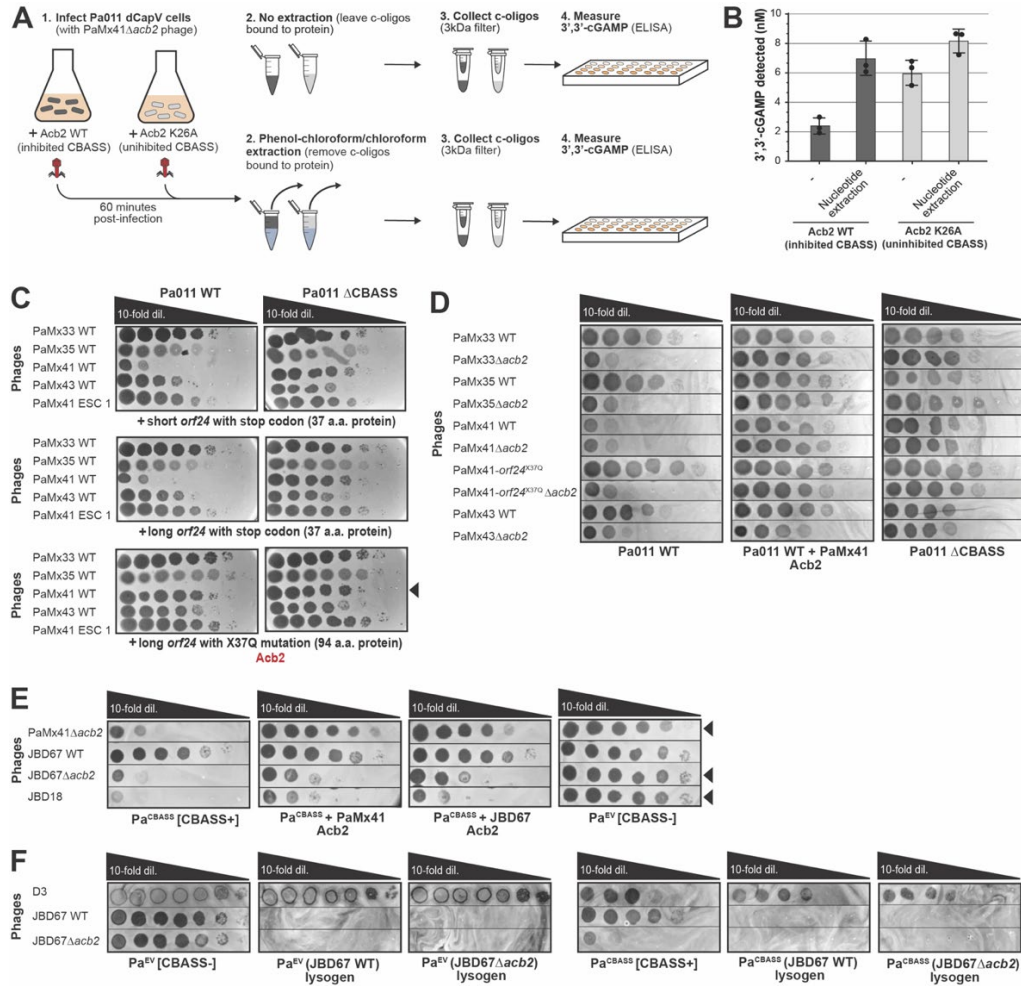 A
1. Infect Pa011 dCapV cells
(with PaMx41Δacb2 phage)
+ Acb2 WT
(inhibited CBASS)
+ Acb2 K26A
(uninhibited CBASS)
60 minutes
post-infection
2. No extraction (leave c-oligos
bound to protein)
3. Collect c-oligos
(3kDa filter)
4. Measure
3',3'-cGAMP (ELISA)
2. Phenol-chloroform/chloroform
extraction (remove c-oligos
bound to protein)
3. Collect c-oligos
(3kDa filter)
4. Measure
3',3'-cGAMP (ELISA)
B
3',3'-cGAMP detected (nM)
10
8
6
4
2
0
-
Nucleotide
extraction
-
Nucleotide
extraction
Acb2 WT
(inhibited CBASS)
Acb2 K26A
(uninhibited CBASS)
C
Pa011 WT
Pa011 ΔCBASS
10-fold dil.
10-fold dil.
Phages
PaMx33 WT
PaMx35 WT
PaMx41 WT
PaMx43 WT
PaMx41 ESC 1
+ short orf24 with stop codon (37 a.a. protein)
Phages
PaMx33 WT
PaMx35 WT
PaMx41 WT
PaMx43 WT
PaMx41 ESC 1
+long orf24 with stop codon (37 a.a. protein)
Phages
PaMx33 WT
PaMx35 WT
PaMx41 WT
PaMx43 WT
PaMx41 ESC 1
+long orf24 with X37Q mutation (94 a.a. protein)
Acb2
D
10-fold dil.
10-fold dil.
10-fold dil.
Phages
PaMx33 WT
PaMx33Δacb2
PaMx35 WT
PaMx35Δacb2
PaMx41 WT
PaMx41Δacb2
PaMx41-orf24X37Q
PaMx41-orf24X37Q Δacb2
PaMx43 WT
PaMx43Δacb2
Pa011 WT
Pa011 WT + PaMx41
Acb2
Pa011 ΔCBASS
E
10-fold dil.
10-fold dil.
10-fold dil.
10-fold dil.
Phages
PaMx41Δacb2
JBD67 WT
JBD67Δacb2
JBD18
PaCBASS [CBASS+]
PaCBASS + PaMx41
Acb2
PaCBASS + JBD67
Acb2
PaEV [CBASS-]
F
10-fold dil.
10-fold dil.
10-fold dil.
10-fold dil.
10-fold dil.
10-fold dil.
Phages
D3
JBD67 WT
JBD67Δacb2
PaEV [CBASS-]
PaEV (JBD67 WT)
lysogen
PaEV (JBD67Δacb2)
lysogen
PaCBASS [CBASS+]
PaCBASS (JBD67 WT)
lysogen
PaCBASS (JBD67Δacb2)
lysogen